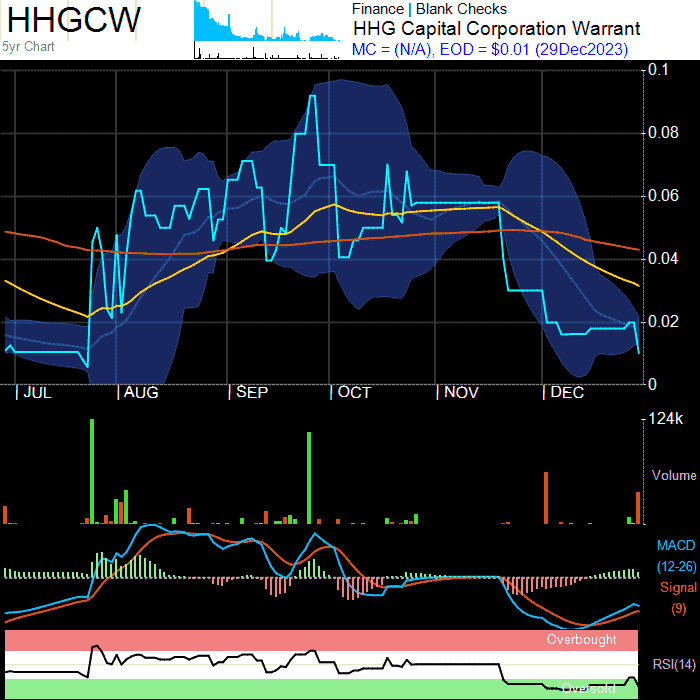 HHGCW
5yr Chart
Finance | Blank Checks
HHG Capital Corporation Warrant
MC = (N/A), EOD = $0.01 (29Dec2023)
0.1
0.08
0.06
0.04
0.02
0
JUL
AUG
SEP
OCT
NOV
DEC
124k
Volume
MACD
(12-26)
Signal
(9)
Overbought
RSI(14)
Oversold